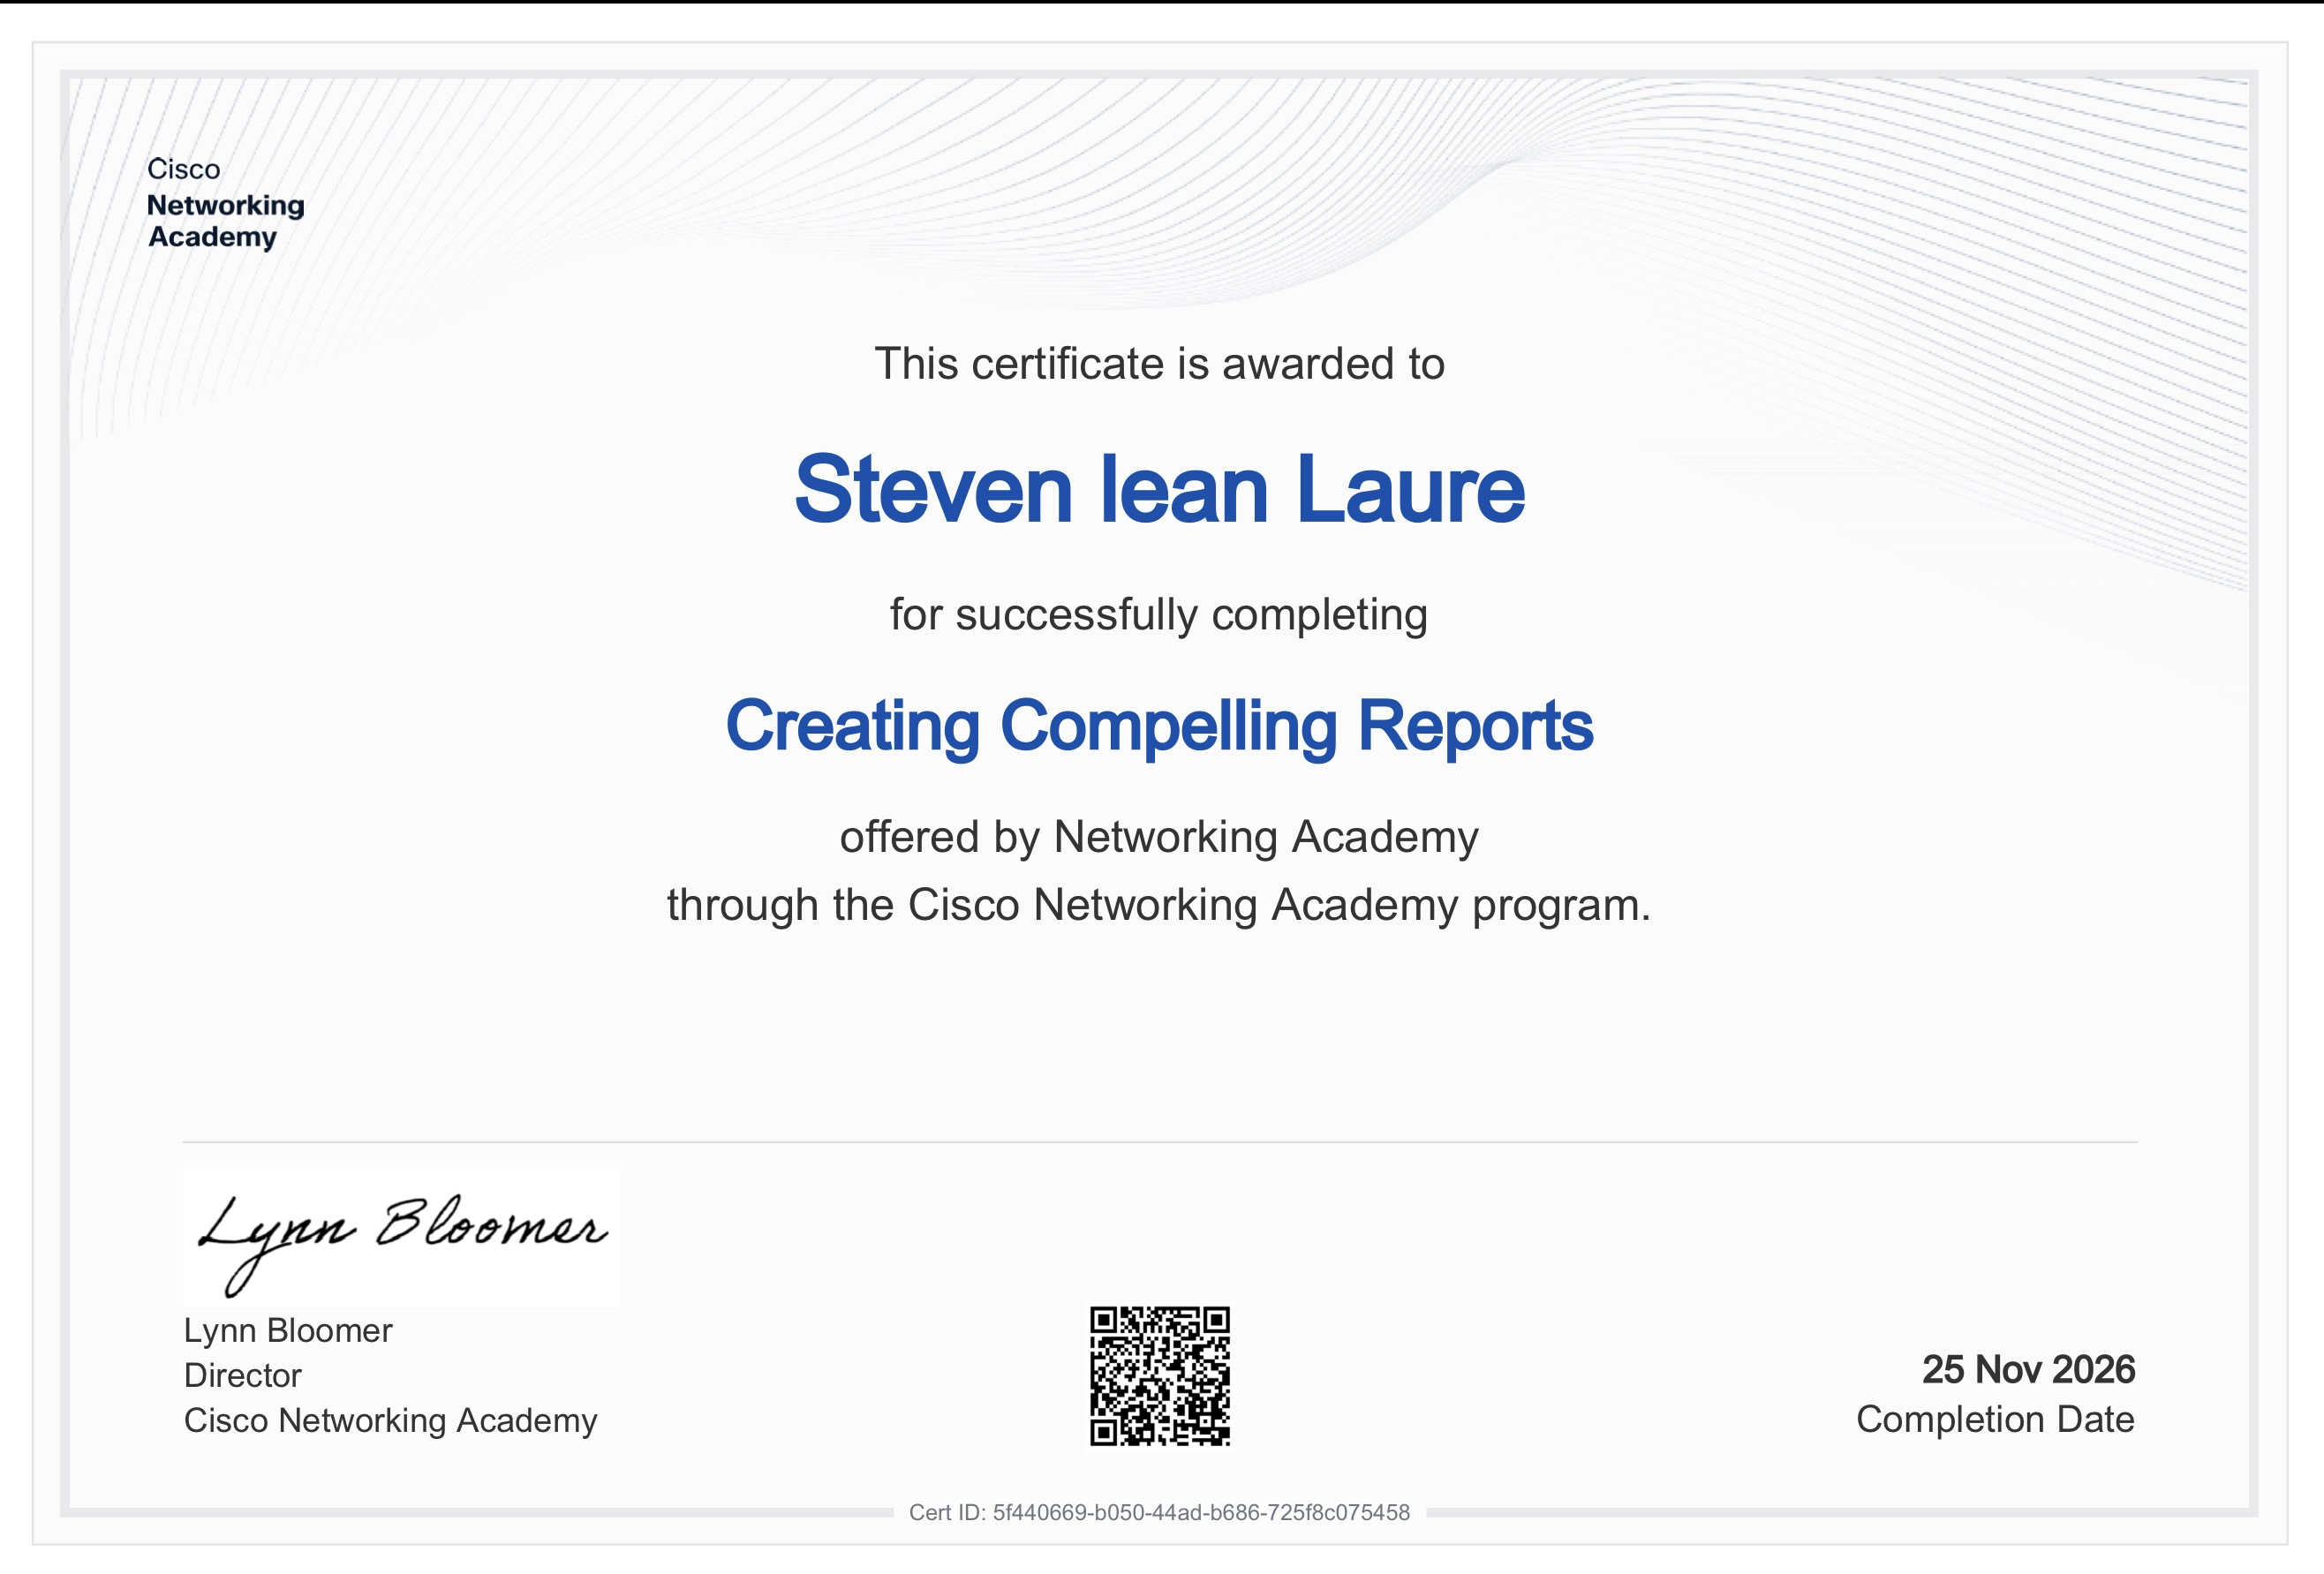 Cisco
Networking
Academy
This certificate is awarded to
Steven lean Laure
for successfully completing
Creating Compelling Reports
offered by Networking Academy
through the Cisco Networking Academy program.
Lynn Bloomer
Lynn Bloomer
Director
Cisco Networking Academy
25 Nov 2026
Completion Date
Cert ID: 5f440669-b050-44ad-b686-725f8c075458